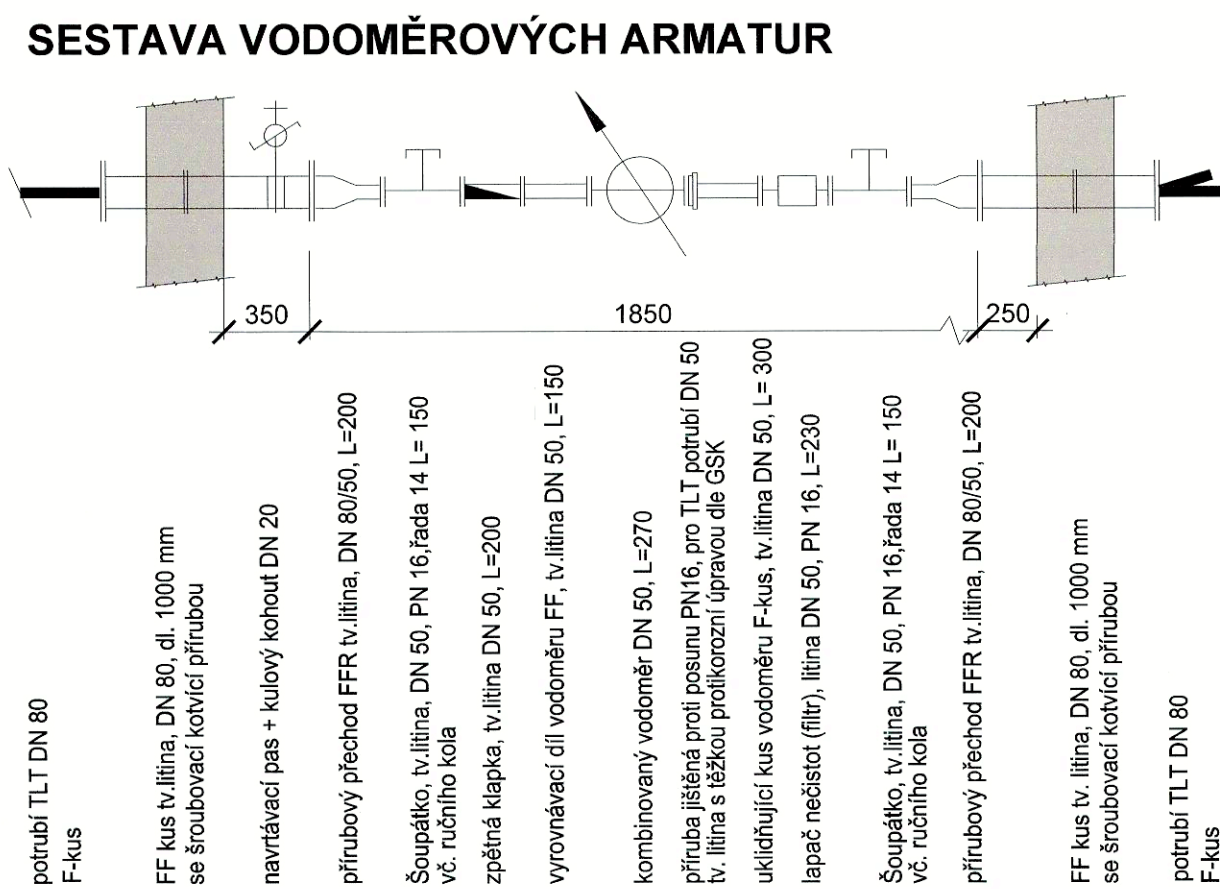 SESTAVA VODOMĚROVÝCH ARMATUR
350
1850
250
potrubí TLT DN 80
F-kus
FF kus tv.litina, DN 80, dl. 1000 mm
se šroubovací kotvící přírubou
navrtávací pas + kulový kohout DN 20
přírubový přechod FFR tv.litina, DN 80/50, L=200
Šoupátko, tv.litina, DN 50, PN 16,řada 14 L= 150
vč. ručního kola
zpětná klapka, tv.litina DN 50, L=200
vyrovnávací díl vodoměru FF, tv.litina DN 50, L=150
kombinovaný vodoměr DN 50, L=270
příruba jištěná proti posunu PN16, pro TLT potrubí DN 50
tv. litina s těžkou protikorozní úpravou dle GSK
uklidňující kus vodoměru F-kus, tv.litina DN 50, L= 300
lapač nečistot (filtr), litina DN 50, PN 16, L=230
Šoupátko, tv.litina, DN 50, PN 16,řada 14 L= 150
vč. ručního kola
přírubový přechod FFR tv.litina, DN 80/50, L=200
FF kus tv. litina, DN 80, dl. 1000 mm
se šroubovací kotvící přírubou
potrubí TLT DN 80
F-kus